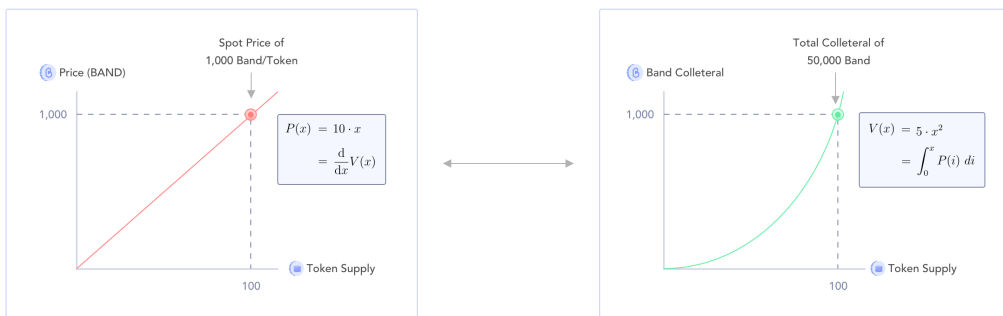 Spot Price of
1,000 Band/Token
β Price (BAND)
1,000
P(x) = 10 · x
= d/dx V(x)
Token Supply
100
Total Colleteral of
50,000 Band
β Band Colleteral
1,000
V(x) = 5 · x²
= ∫₀ˣ P(i) di
Token Supply
100